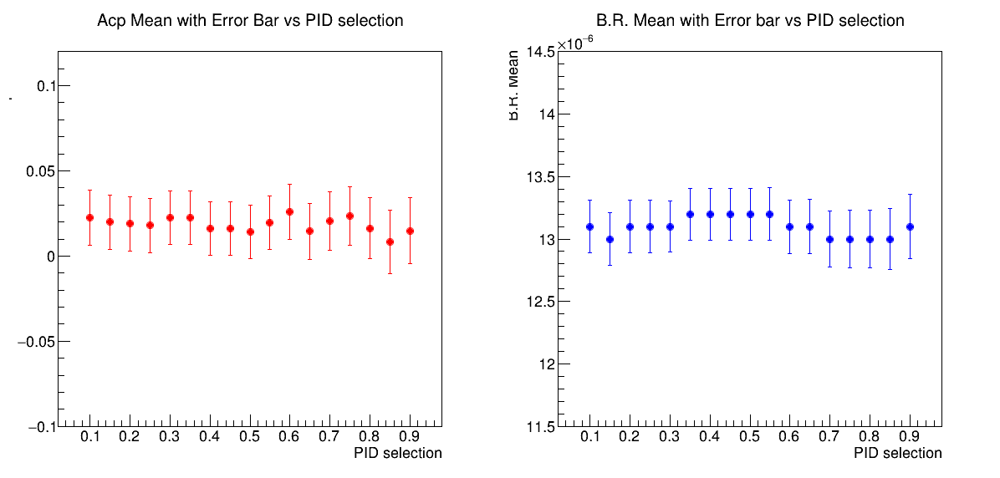 Acp Mean with Error Bar vs PID selection
0.1
0.05
0
−0.05
−0.1
0.1 0.2 0.3 0.4 0.5 0.6 0.7 0.8 0.9
PID selection
B.R. Mean with Error bar vs PID selection
×10−6
B.R. Mean
14.5
14
13.5
13
12.5
12
11.5
0.1 0.2 0.3 0.4 0.5 0.6 0.7 0.8 0.9
PID selection